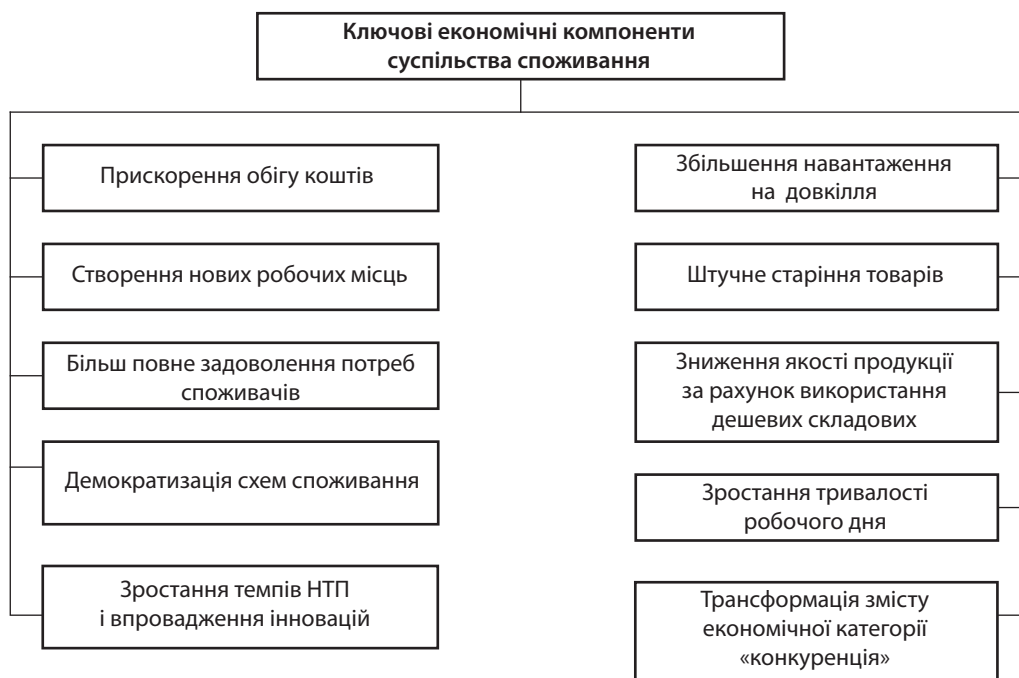 Ключові економічні компоненти
суспільства споживання
Прискорення обігу коштів
Створення нових робочих місць
Більш повне задоволення потреб
споживачів
Демократизація схем споживання
Зростання темпів НТП
і впровадження інновацій
Збільшення навантаження
на довкілля
Штучне старіння товарів
Зниження якості продукції
за рахунок використання
дешевих складових
Зростання тривалості
робочого дня
Трансформація змісту
економічної категорії
«конкуренція»